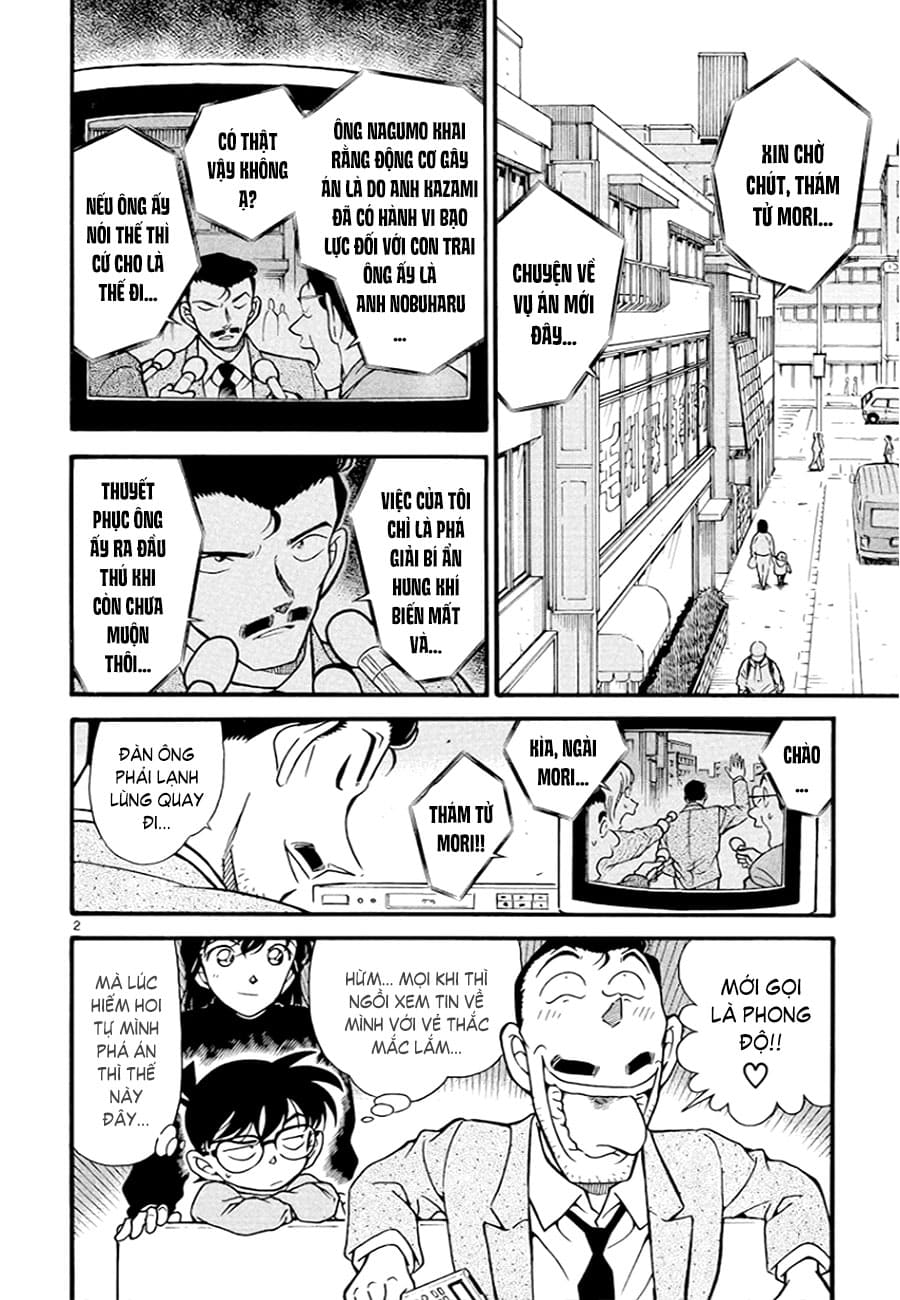 XIN CHỜ
CHÚT, THÁM
TỬ MORI...
CHUYỆN VỀ
VỤ ÁN MỚI
ĐÂY...
ÔNG NAGUMO KHAI
RẰNG ĐỘNG CƠ GÂY
ÁN LÀ DO ANH KAZAMI
ĐÃ CÓ HÀNH VI BẠO
LỰC ĐỐI VỚI CON TRAI
ÔNG ẤY LÀ
ANH NOBUHARU
...
CÓ THẬT
VẬY KHÔNG
Ạ?
NẾU ÔNG ẤY
NÓI THẾ THÌ
CỨ CHO LÀ
THẾ ĐI...
VIỆC CỦA TÔI
CHỈ LÀ PHÁ
GIẢI BÍ ẨN
HUNG KHÍ
BIẾN MẤT
VÀ...
THUYẾT
PHỤC ÔNG
ẤY RA ĐẦU
THÚ KHI
CÒN CHƯA
MUỘN
THÔI...
CHÀO
...
KÌA, NGÀI
MORI...
THÁM TỬ
MORI!!
ĐÀN ÔNG
PHẢI LẠNH
LÙNG QUAY
ĐI...
2
MỚI GỌI
LÀ PHONG
ĐỘ!!
♡
HỪM... MỌI KHI THÌ
NGỒI XEM TIN VỀ
MÌNH VỚI VẺ THẮC
MẮC LẮM...
MÀ LÚC
HIẾM HOI
TỰ MÌNH
PHÁ ÁN
THÌ THẾ
NÀY
ĐÂY...